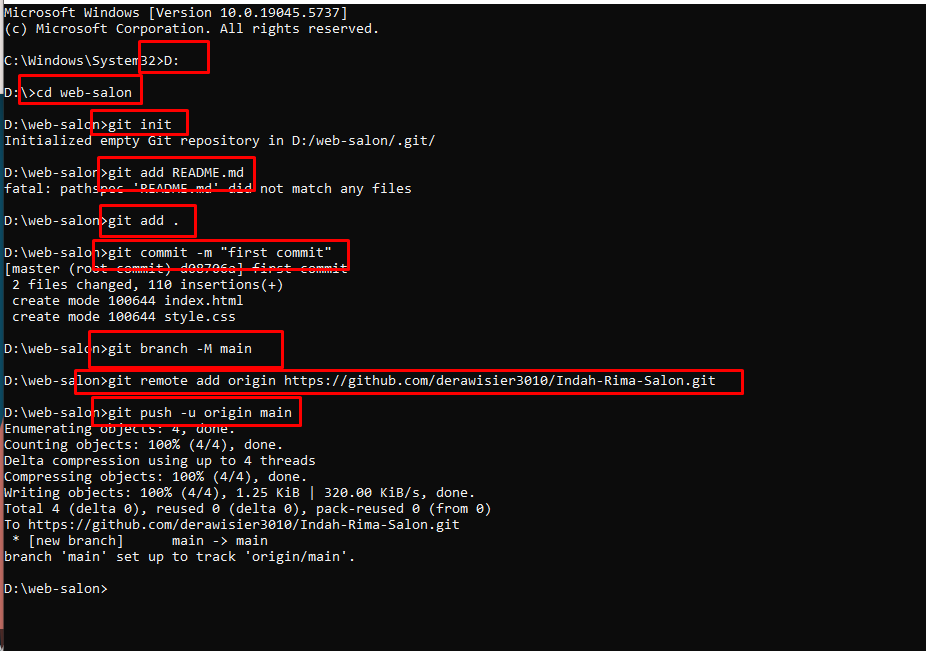 Microsoft Windows [Version 10.0.19045.5737]
(c) Microsoft Corporation. All rights reserved.
C:\Windows\System32>D:
D:\>cd web-salon
D:\web-salon>git init
Initialized empty Git repository in D:/web-salon/.git/
D:\web-salon>git add README.md
fatal: pathspec 'README.md' did not match any files
D:\web-salon>git add .
D:\web-salon>git commit -m "first commit"
[master (root-commit) d08706a] first commit
 2 files changed, 110 insertions(+)
 create mode 100644 index.html
 create mode 100644 style.css
D:\web-salon>git branch -M main
D:\web-salon>git remote add origin https://github.com/derawisier3010/Indah-Rima-Salon.git
D:\web-salon>git push -u origin main
Enumerating objects: 4, done.
Counting objects: 100% (4/4), done.
Delta compression using up to 4 threads
Compressing objects: 100% (4/4), done.
Writing objects: 100% (4/4), 1.25 KiB | 320.00 KiB/s, done.
Total 4 (delta 0), reused 0 (delta 0), pack-reused 0 (from 0)
To https://github.com/derawisier3010/Indah-Rima-Salon.git
 * [new branch]      main -> main
branch 'main' set up to track 'origin/main'.
D:\web-salon>